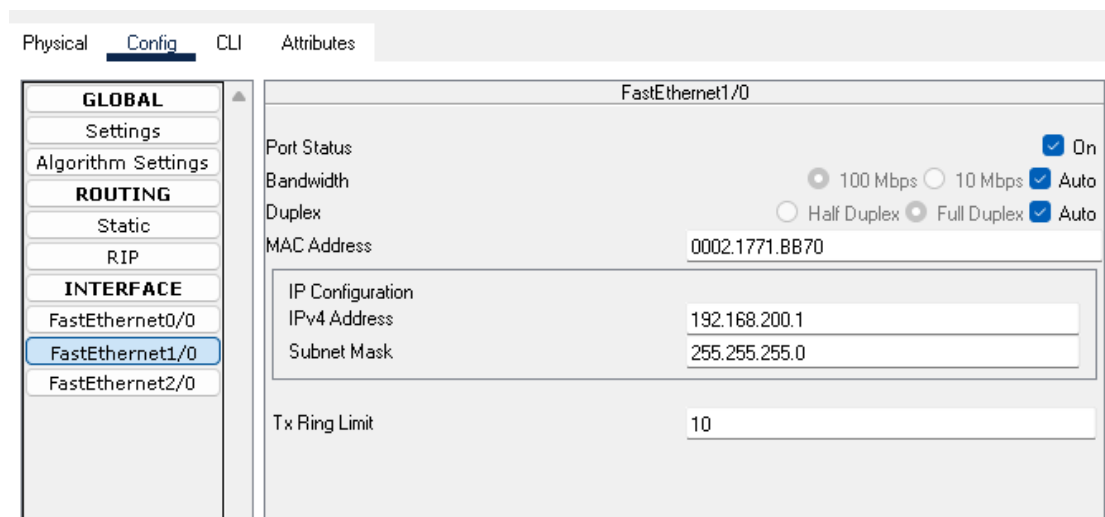 Physical Config CLI Attributes
GLOBAL
Settings
Algorithm Settings
ROUTING
Static
RIP
INTERFACE
FastEthernet0/0
FastEthernet1/0
FastEthernet2/0
FastEthernet1/0
Port Status On
Bandwidth 100 Mbps 10 Mbps Auto
Duplex Half Duplex Full Duplex Auto
MAC Address 0002.1771.BB70
IP Configuration
IPv4 Address 192.168.200.1
Subnet Mask 255.255.255.0
Tx Ring Limit 10